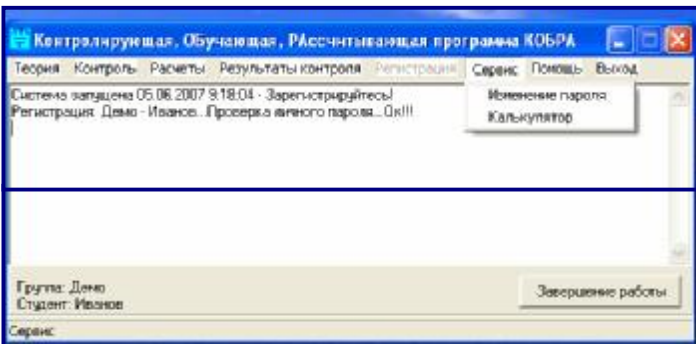 Контролирующая, ОБучающая, РАссчитывающая программа КОБРА
Теория Контроль Расчеты Результаты контроля Регистрация Сервис Помощь Выход
Система запущена 05.06.2007 9:18:04 - Зарегистрируйтесь!
Регистрация: Демо - Иванов...Проверка личного пароля...Ок!!!
Изменение пароля
Калькулятор
Группа: Демо
Студент: Иванов
Завершение работы
Сервис